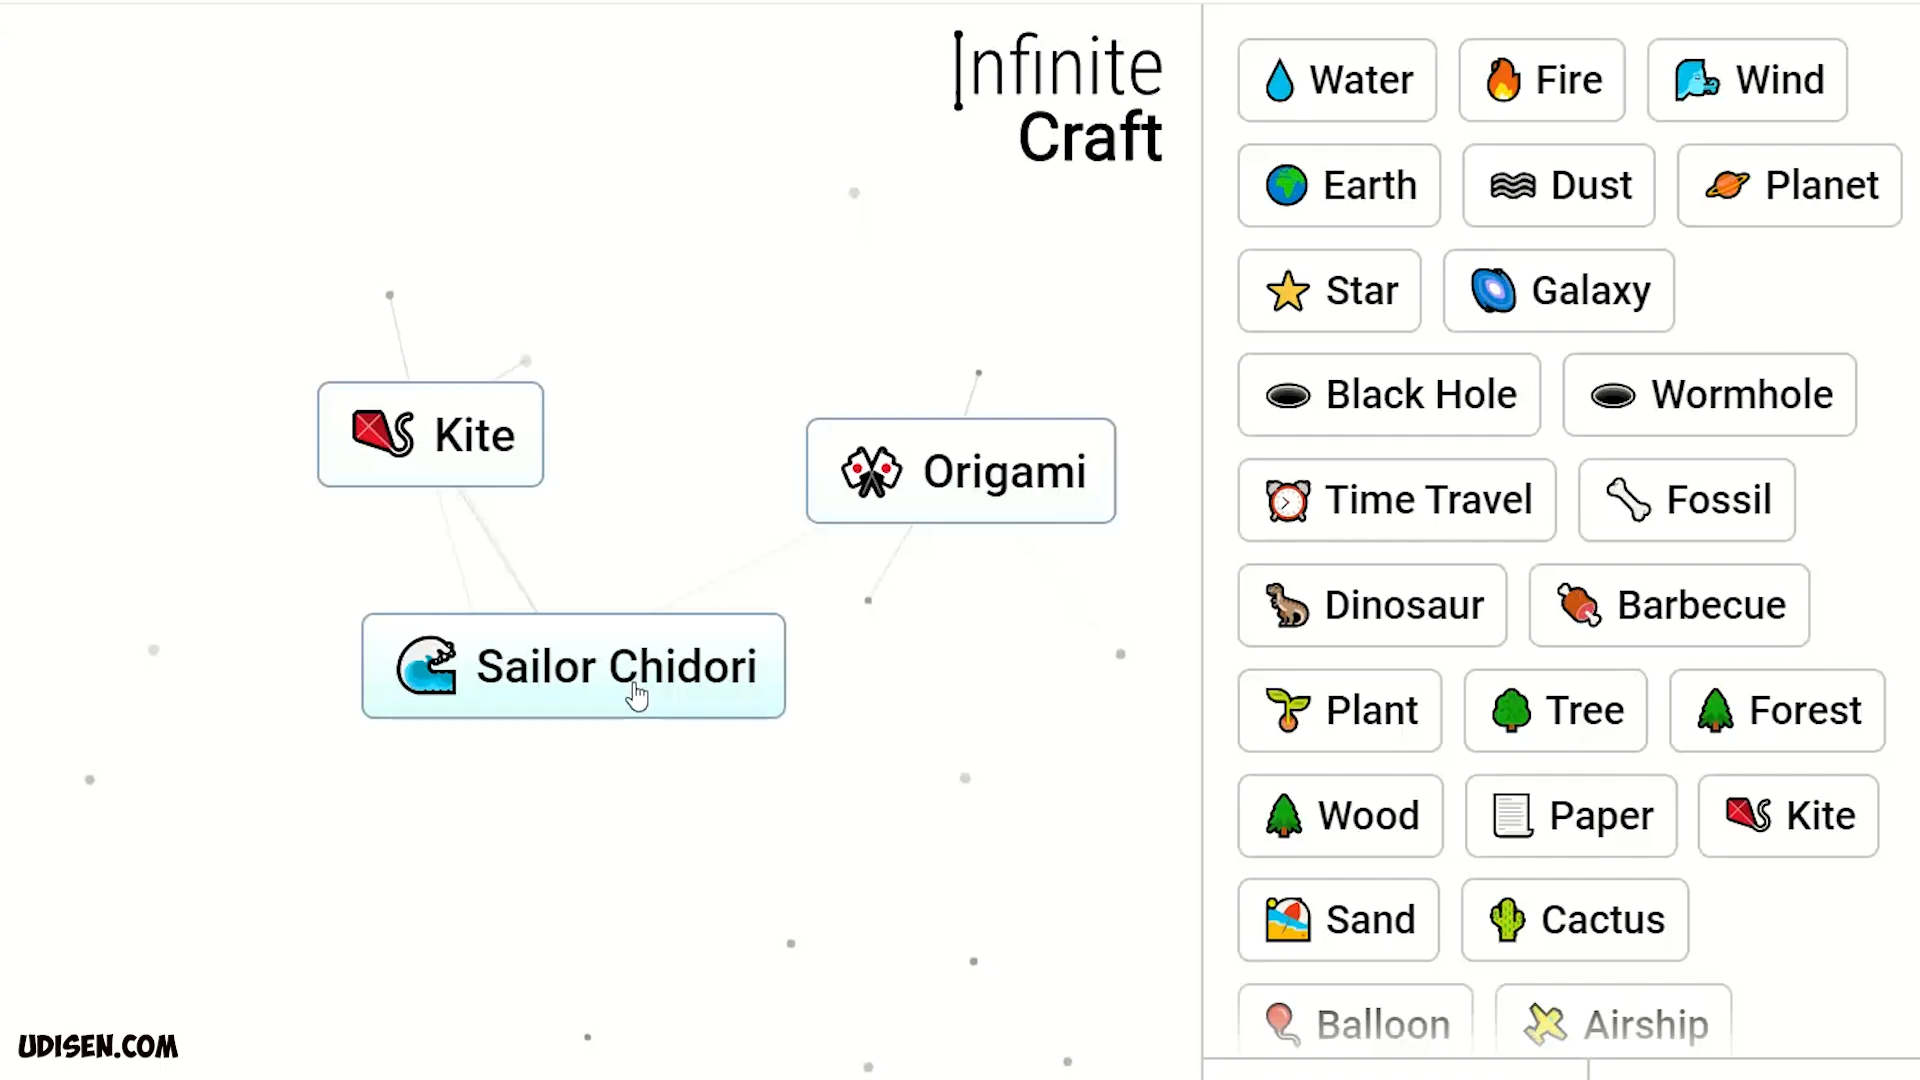 Infinite
Craft
Kite
Origami
Sailor Chidori
Water Fire Wind
Earth Dust Planet
Star Galaxy
Black Hole Wormhole
Time Travel Fossil
Dinosaur Barbecue
Plant Tree Forest
Wood Paper Kite
Sand Cactus
Balloon Airship
UDISEN.COM